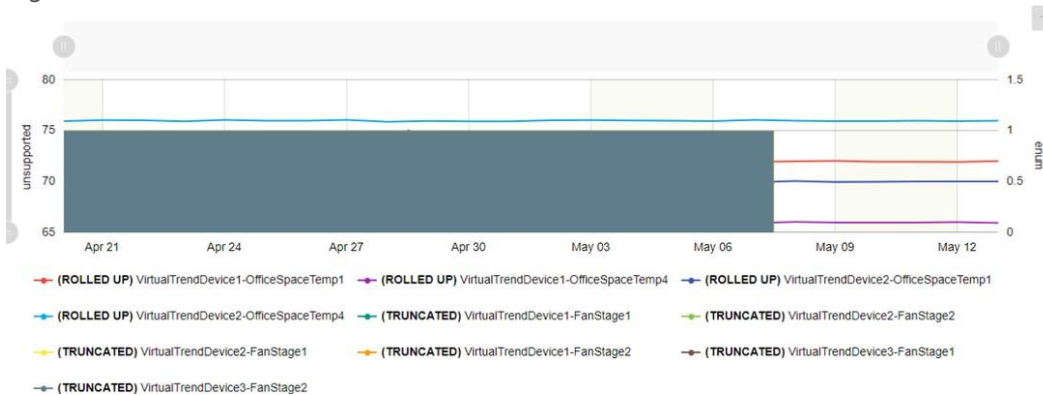 80
1.5
75
1
70
0.5
65
0
unsupported
enum
Apr 21 Apr 24 Apr 27 Apr 30 May 03 May 06 May 09 May 12
(ROLLED UP) VirtualTrendDevice1-OfficeSpaceTemp1 (ROLLED UP) VirtualTrendDevice1-OfficeSpaceTemp4 (ROLLED UP) VirtualTrendDevice2-OfficeSpaceTemp1
(ROLLED UP) VirtualTrendDevice2-OfficeSpaceTemp4 (TRUNCATED) VirtualTrendDevice1-FanStage1 (TRUNCATED) VirtualTrendDevice2-FanStage2
(TRUNCATED) VirtualTrendDevice2-FanStage1 (TRUNCATED) VirtualTrendDevice1-FanStage2 (TRUNCATED) VirtualTrendDevice3-FanStage1
(TRUNCATED) VirtualTrendDevice3-FanStage2